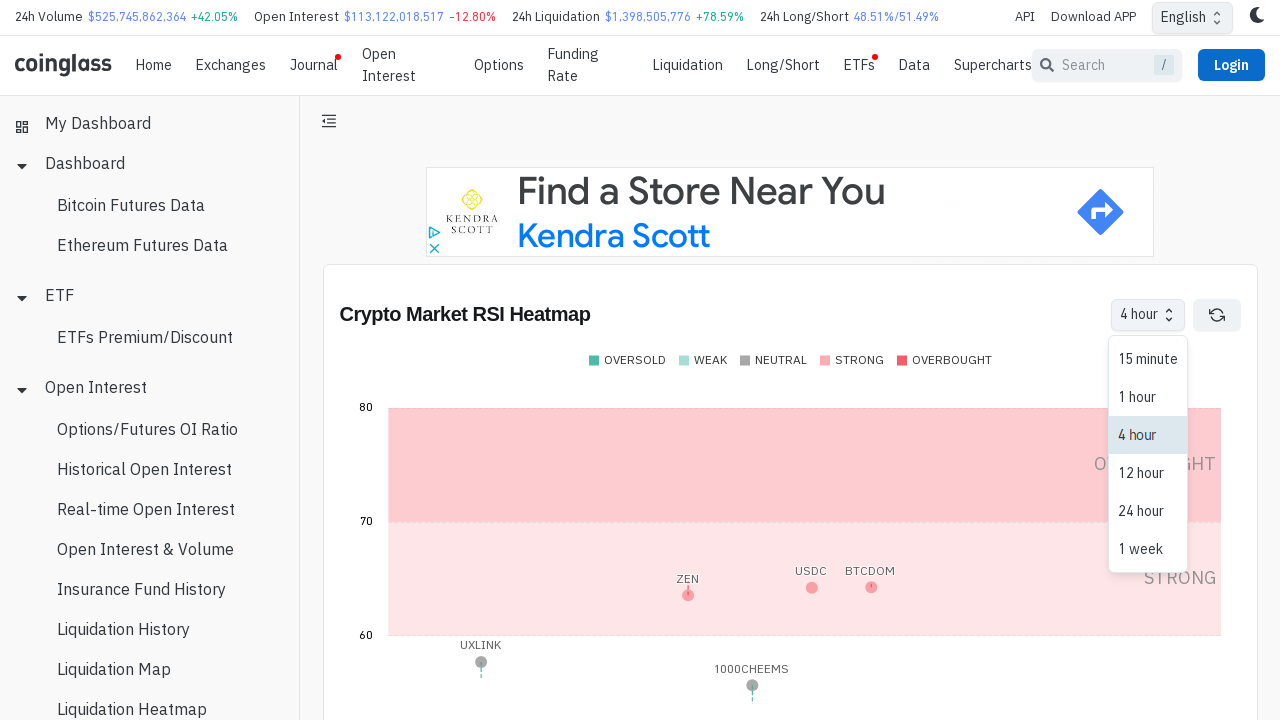 24h Volume $525,745,862,364 +42.05% Open Interest $113,122,018,517 -12.80% 24h Liquidation $1,398,505,776 +78.59% 24h Long/Short 48.51%/51.49% API Download APP English
coinglass Home Exchanges Journal Open Interest Options Funding Rate Liquidation Long/Short ETFs Data Supercharts Search / Login
My Dashboard
Dashboard
Bitcoin Futures Data
Ethereum Futures Data
ETF
ETFs Premium/Discount
Open Interest
Options/Futures OI Ratio
Historical Open Interest
Real-time Open Interest
Open Interest & Volume
Insurance Fund History
Liquidation History
Liquidation Map
Liquidation Heatmap
KENDRA
SCOTT
Find a Store Near You
Kendra Scott
Crypto Market RSI Heatmap
4 hour
15 minute
1 hour
4 hour
12 hour
24 hour
1 week
OVERSOLD WEAK NEUTRAL STRONG OVERBOUGHT
80
70
STRONG
ZEN USDC BTCDOM
60
UXLINK
1000CHEEMS